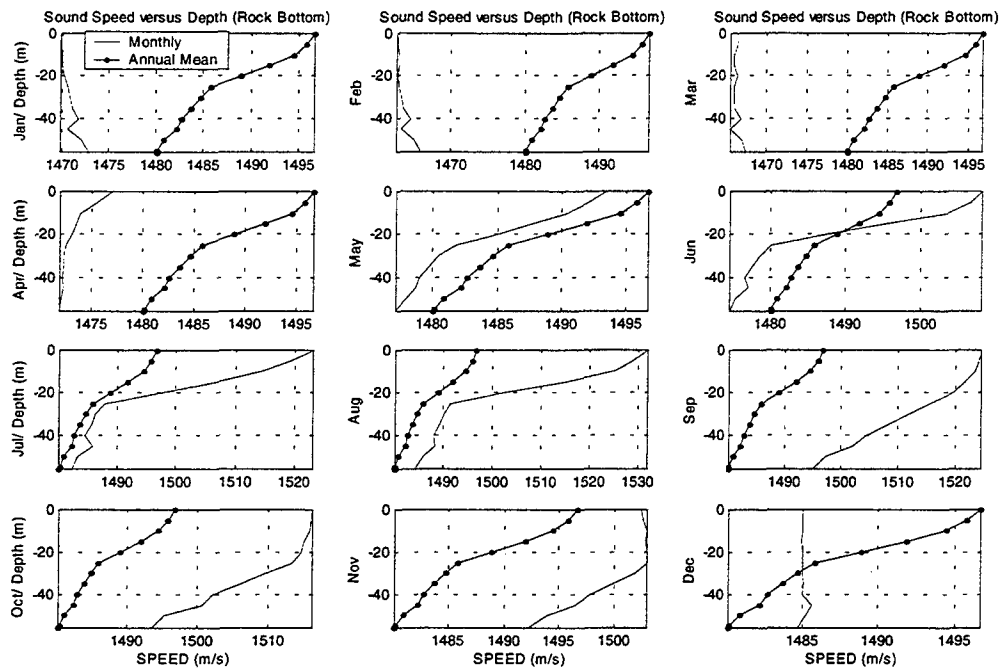 Sound Speed versus Depth (Rock Bottom) Sound Speed versus Depth (Rock Bottom) Sound Speed versus Depth (Rock Bottom)
Monthly
Annual Mean
0
-20
-40
Jan/ Depth (m)
1470 1475 1480 1485 1490 1495
0
-20
-40
Feb
1470 1480 1490
0
-20
-40
Mar
1470 1475 1480 1485 1490 1495
0
-20
-40
Apr/ Depth (m)
1475 1480 1485 1490 1495
0
-20
-40
May
1480 1485 1490 1495
0
-20
-40
Jun
1480 1490 1500
0
-20
-40
Jul/ Depth (m)
1490 1500 1510 1520
0
-20
-40
Aug
1490 1500 1510 1520 1530
0
-20
-40
Sep
1490 1500 1510 1520
0
-20
-40
Oct/ Depth (m)
1490 1500 1510
SPEED (m/s)
0
-20
-40
Nov
1485 1490 1495 1500
SPEED (m/s)
0
-20
-40
Dec
1485 1490 1495
SPEED (m/s)